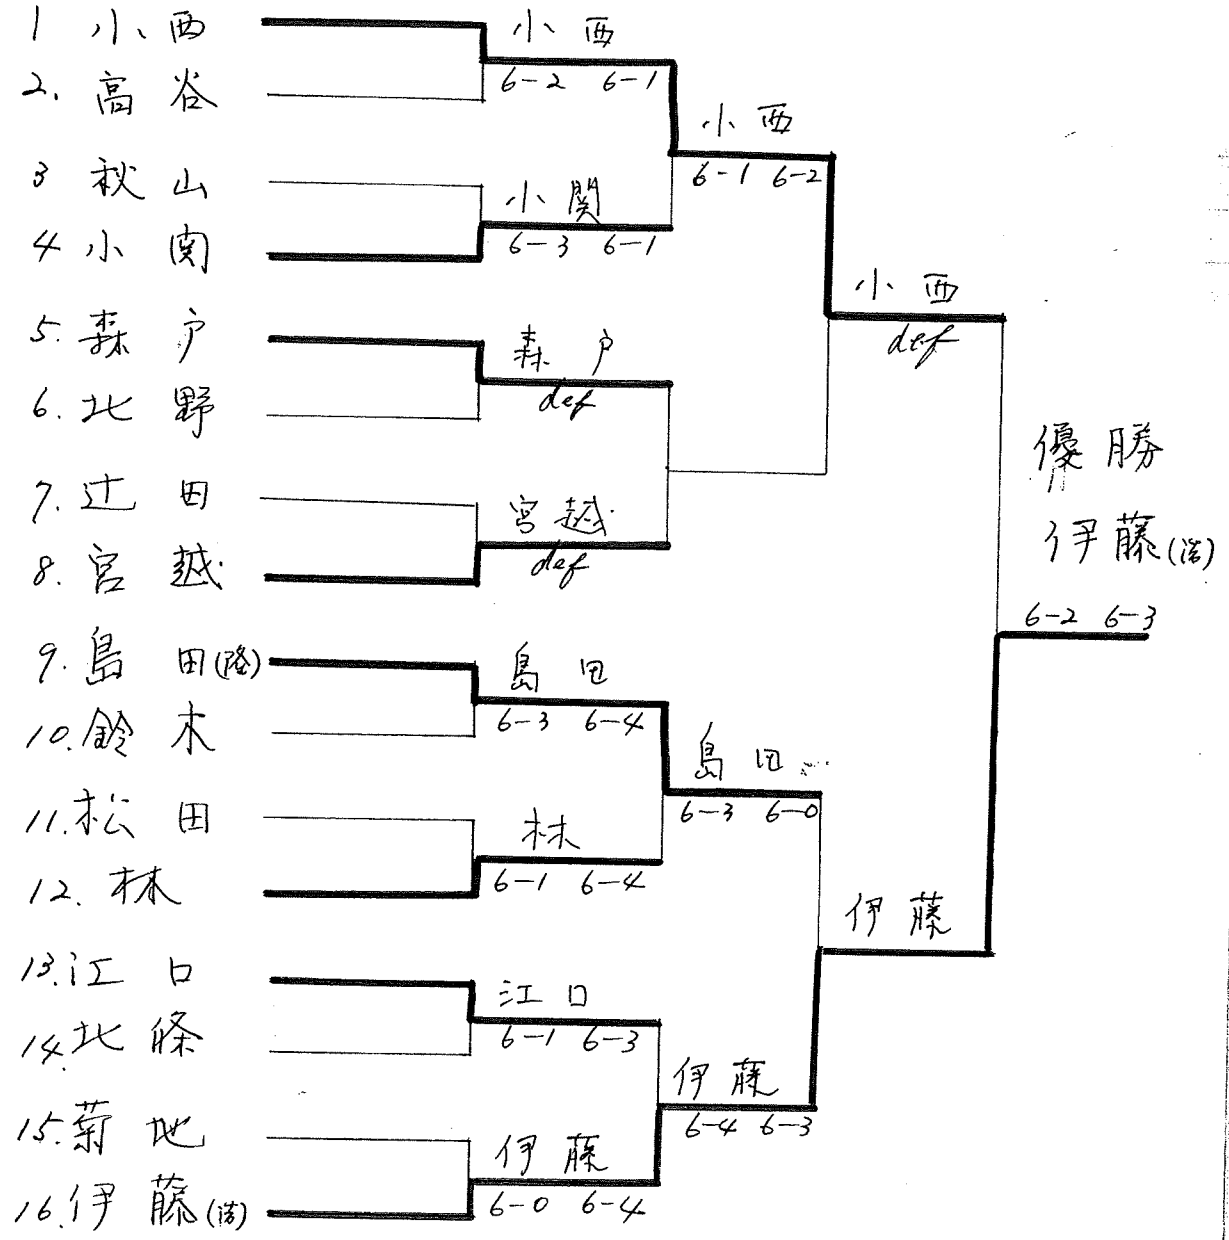 1 小西
2. 高谷
3 秋山
4 小関
5. 森戸
6. 北野
7. 辻田
8. 宮越
9. 島田(隆)
10. 鈴木
11. 松田
12. 林
13. 江口
14. 北條
15. 菊地
16. 伊藤
小西
6-2 6-1
小関
6-3 6-1
森戸
def
宮越
def
島田
6-3 6-4
林
6-1 6-4
江口
6-1 6-3
伊藤
6-0 6-4
小西
6-1 6-2
島田
6-3 6-0
伊藤
6-4 6-3
小西
def
伊藤
優勝
伊藤
6-2 6-3